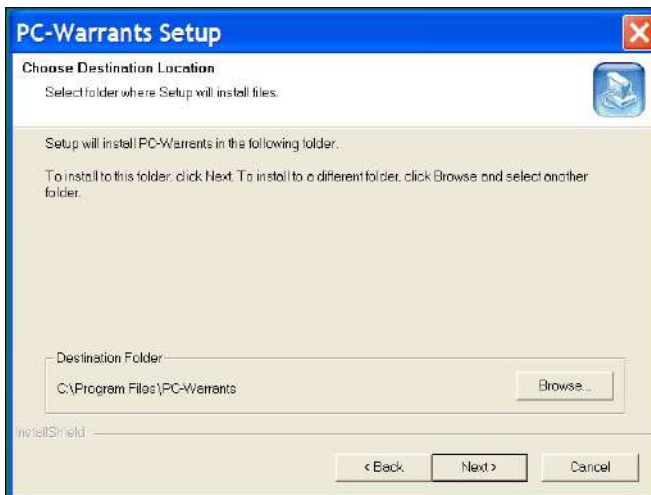 PC-Warrants Setup
Choose Destination Location
Select folder where Setup will install files.
Setup will install PC-Warrants in the following folder.
To install to this folder, click Next. To install to a different folder, click Browse and select another
folder.
Destination Folder
C:\Program Files\PC-Warrants
Browse...
InstallShield
< Back
Next >
Cancel